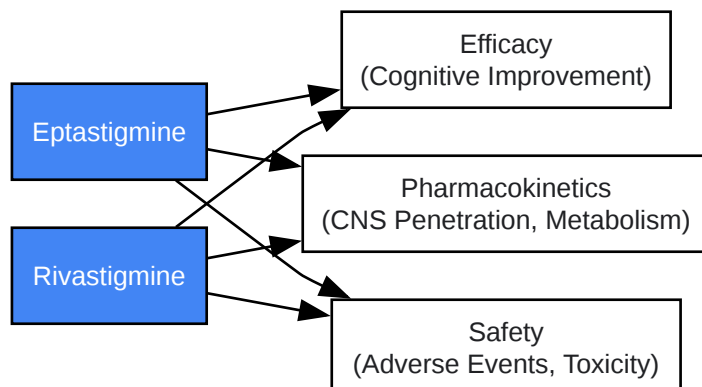 Eptastigmine
Rivastigmine
Efficacy
(Cognitive Improvement)
Pharmacokinetics
(CNS Penetration, Metabolism)
Safety
(Adverse Events, Toxicity)